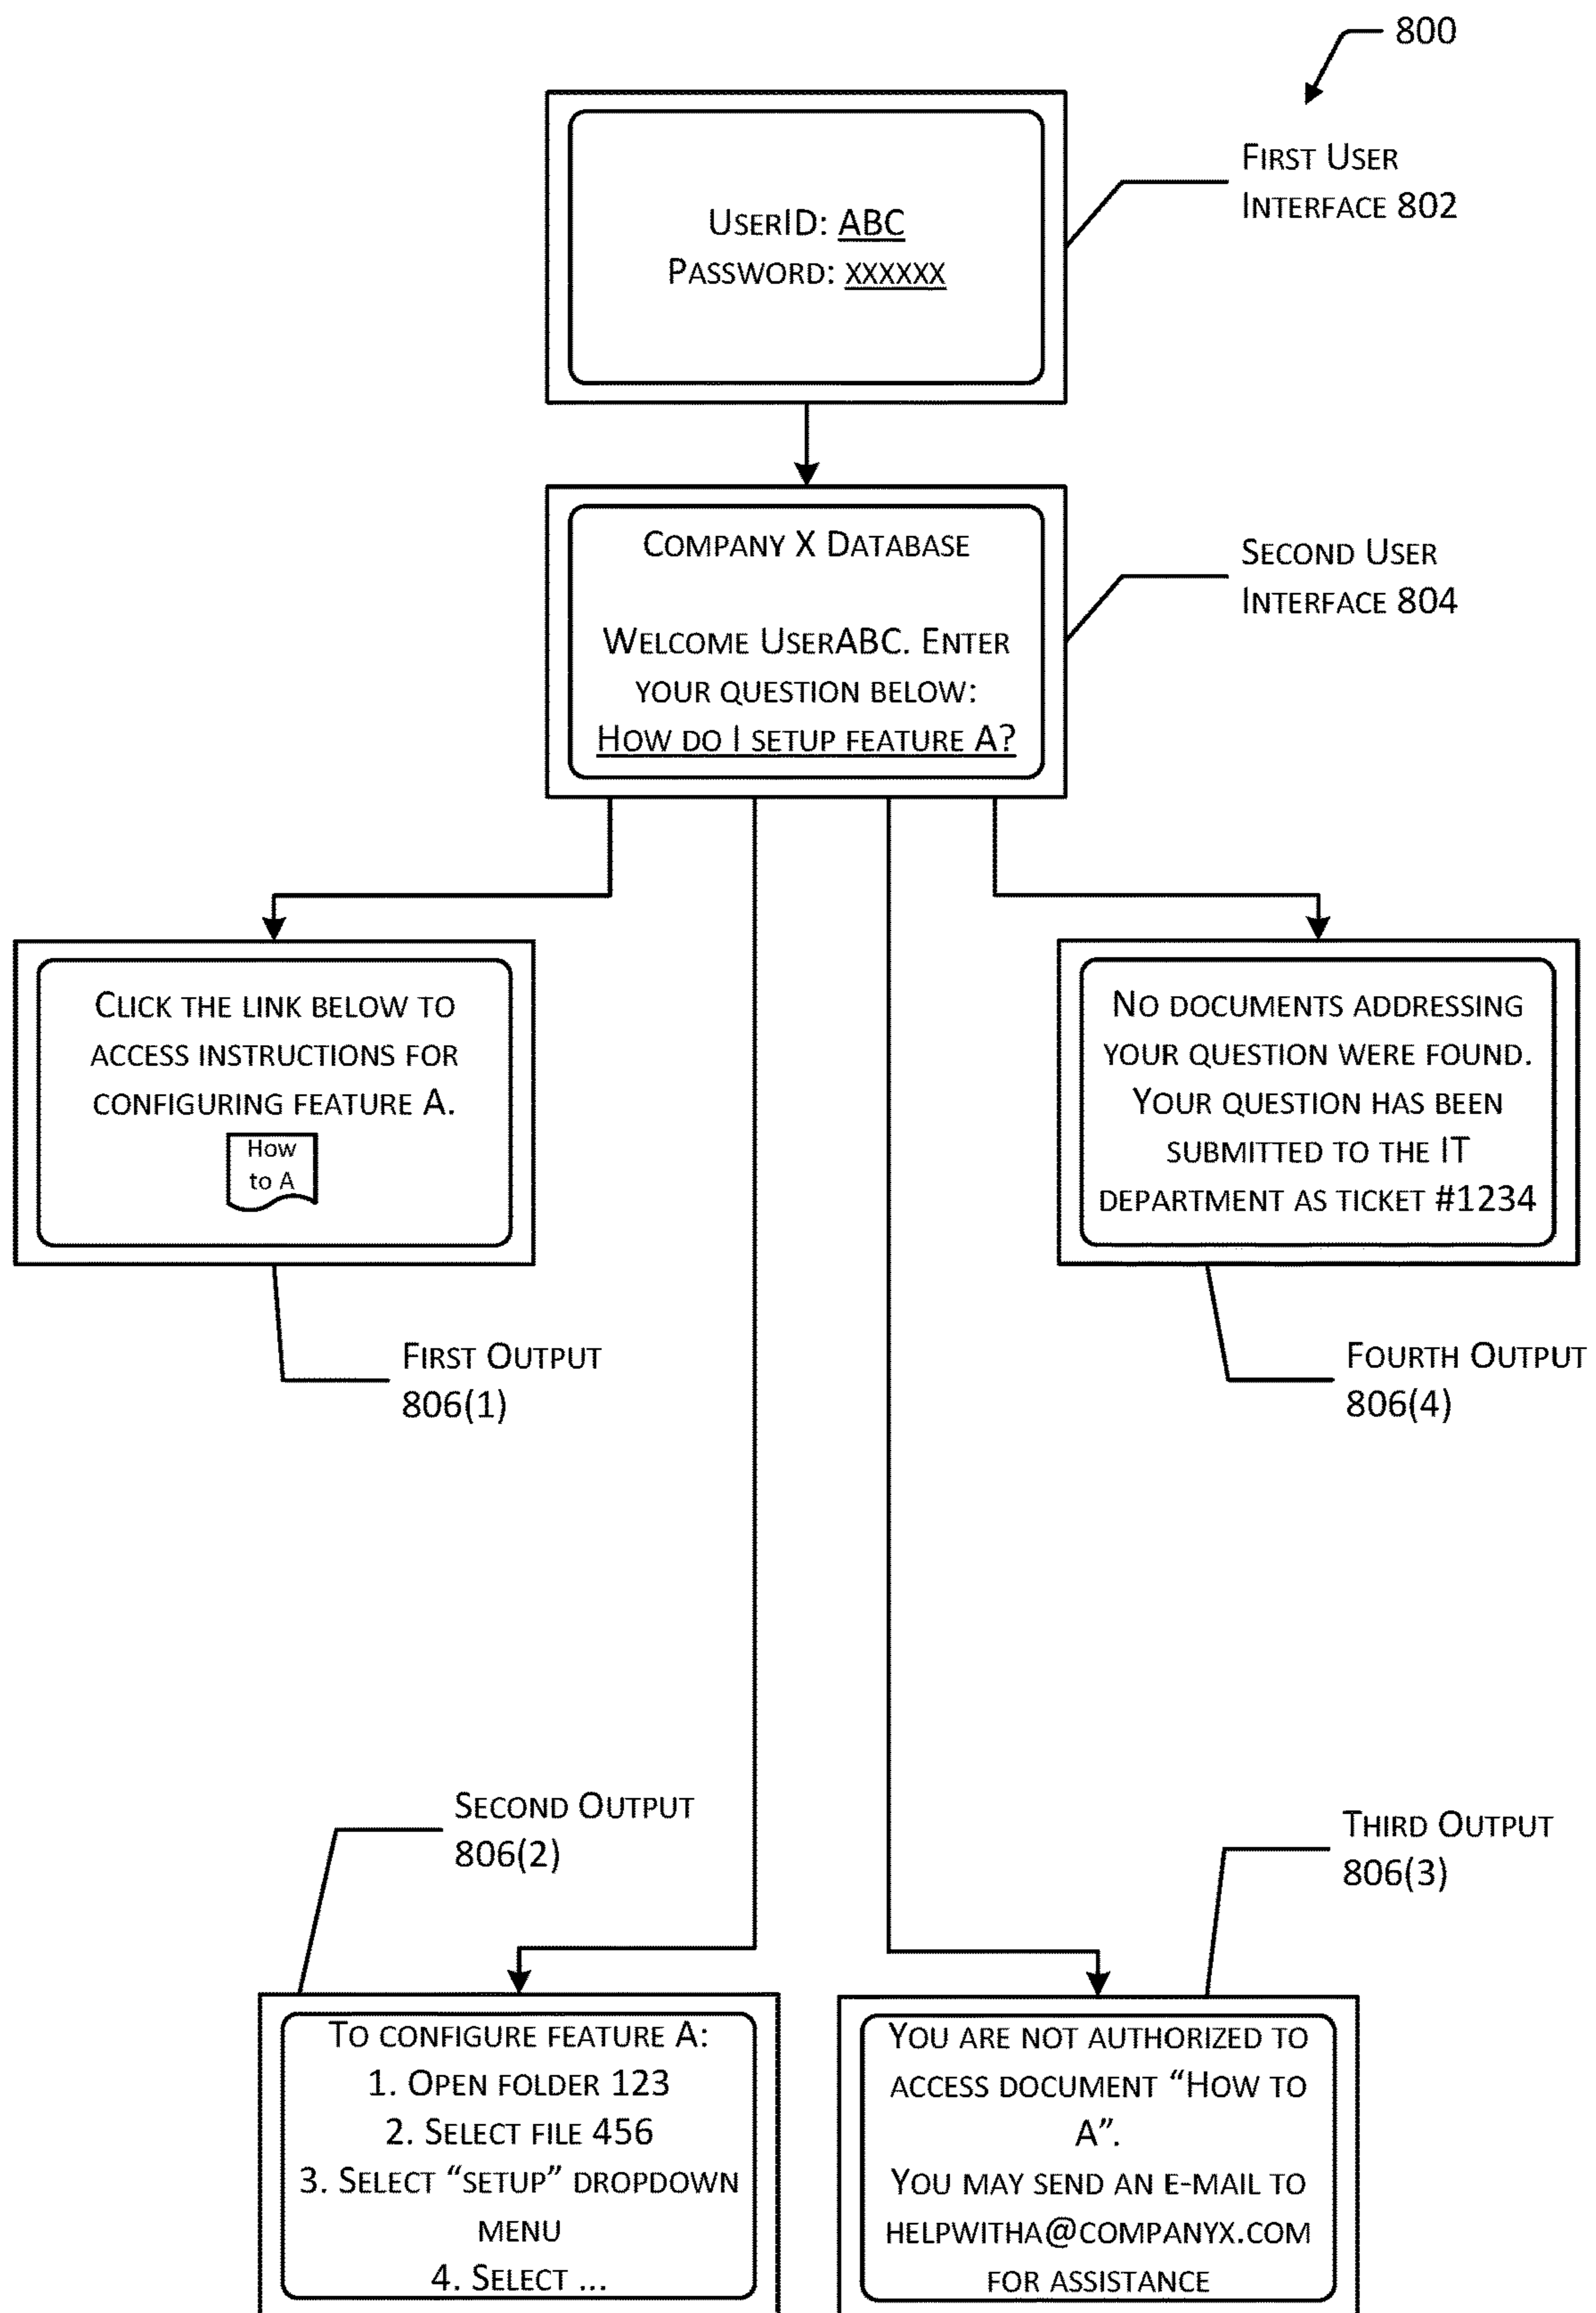 800
First User
Interface 802
UserID: ABC
Password: xxxxxx
Company X Database
Welcome UserABC. Enter
your question below:
How do I setup feature A?
Second User
Interface 804
Click the link below to
access instructions for
configuring feature A.
How
to A
No documents addressing
your question were found.
Your question has been
submitted to the IT
department as ticket #1234
First Output
806(1)
Fourth Output
806(4)
Second Output
806(2)
Third Output
806(3)
To configure feature A:
1. Open folder 123
2. Select file 456
3. Select “setup” dropdown
menu
4. Select ...
You are not authorized to
access document “How to
A”.
You may send an e-mail to
helpwitha@companyx.com
for assistance